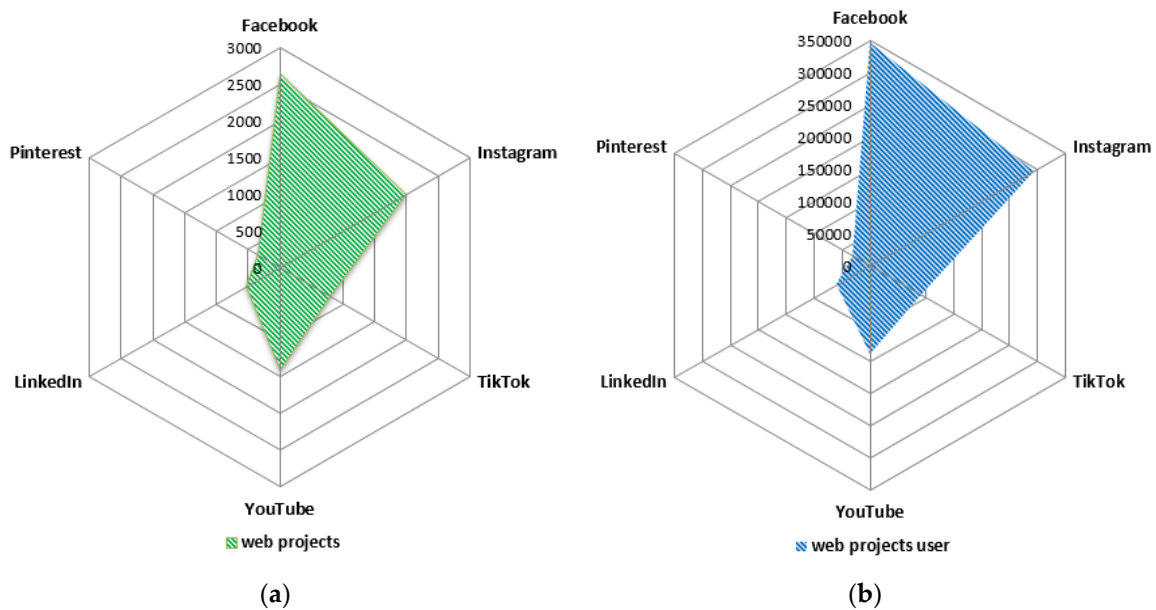 Facebook
3000
2500
2000
1500
1000
500
0
Pinterest
Instagram
LinkedIn
TikTok
YouTube
web projects
(a)
Facebook
350000
300000
250000
200000
150000
100000
50000
0
Pinterest
Instagram
LinkedIn
TikTok
YouTube
web projects user
(b)